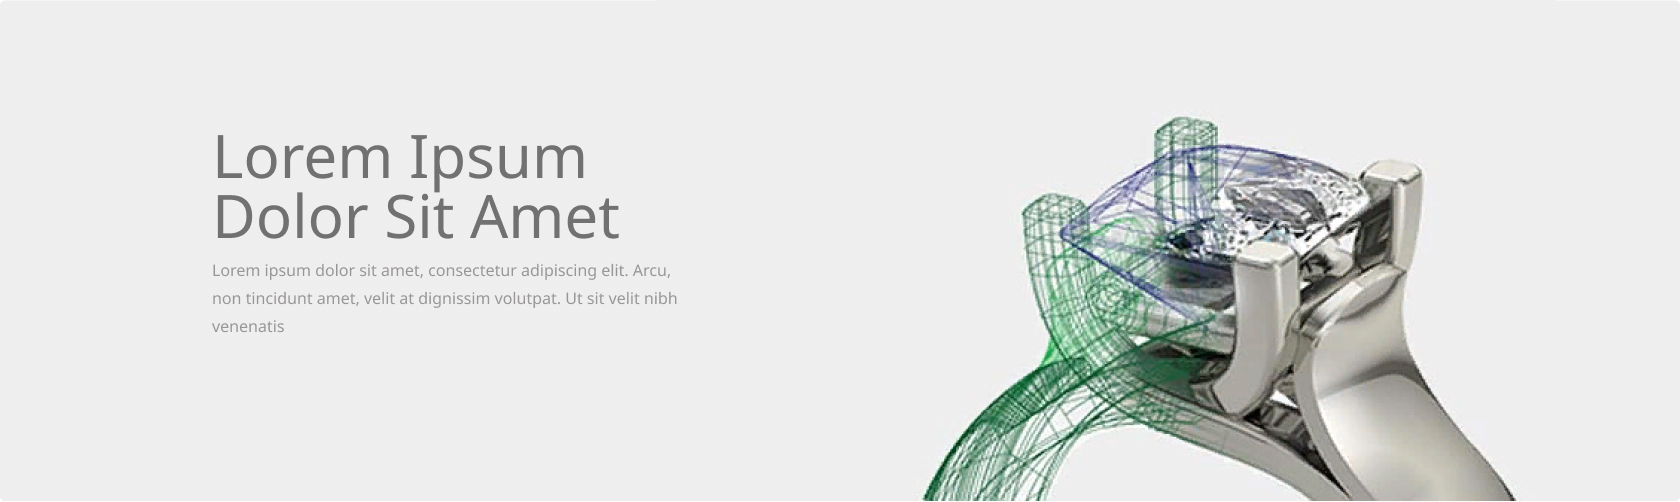 Lorem Ipsum
Dolor Sit Amet
Lorem ipsum dolor sit amet, consectetur adipiscing elit. Arcu,
non tincidunt amet, velit at dignissim volutpat. Ut sit velit nibh
venenatis